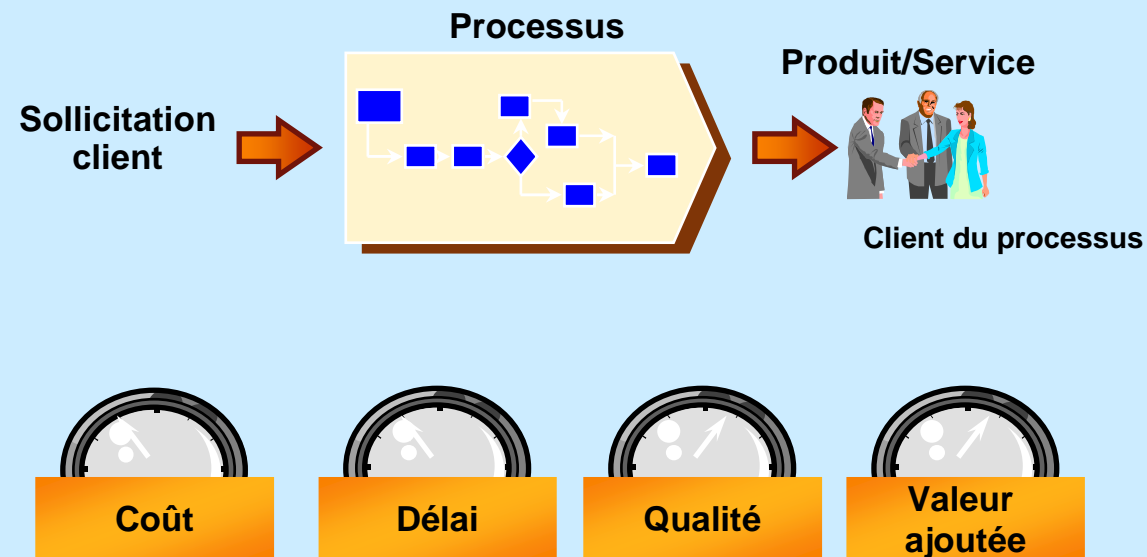 Processus
Produit/Service
Sollicitation
client
Client du processus
Coût
Délai
Qualité
Valeur
ajoutée